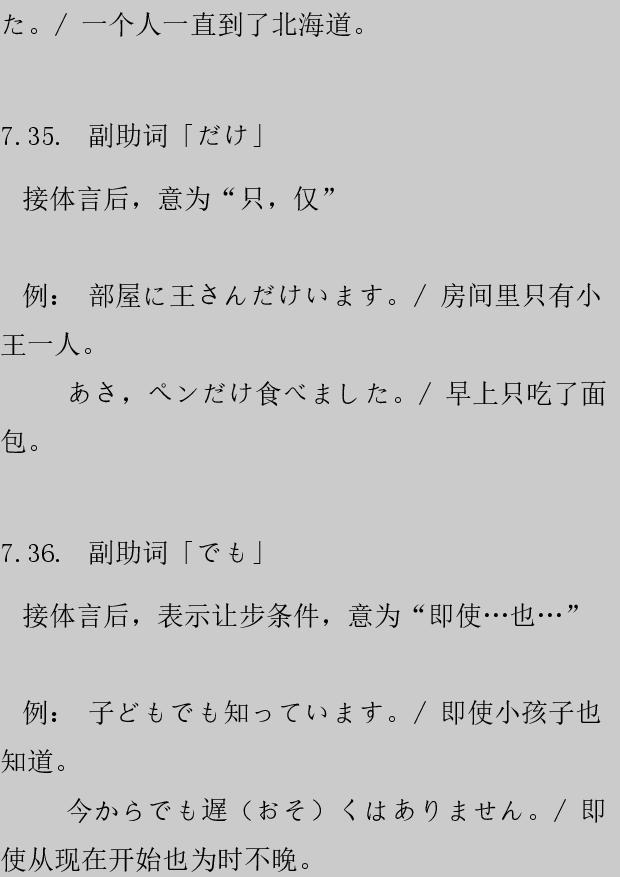 た。/ 一个人一直到了北海道。
7.35. 副助词「だけ」
接体言后，意为“只，仅”
例： 部屋に王さんだけいます。/ 房间里只有小
王一人。
あさ，ペンだけ食べました。/ 早上只吃了面
包。
7.36. 副助词「でも」
接体言后，表示让步条件，意为“即使…也…”
例： 子どもでも知っています。/ 即使小孩子也
知道。
今からでも遅（おそ）くはありません。/ 即
使从现在开始也为时不晚。